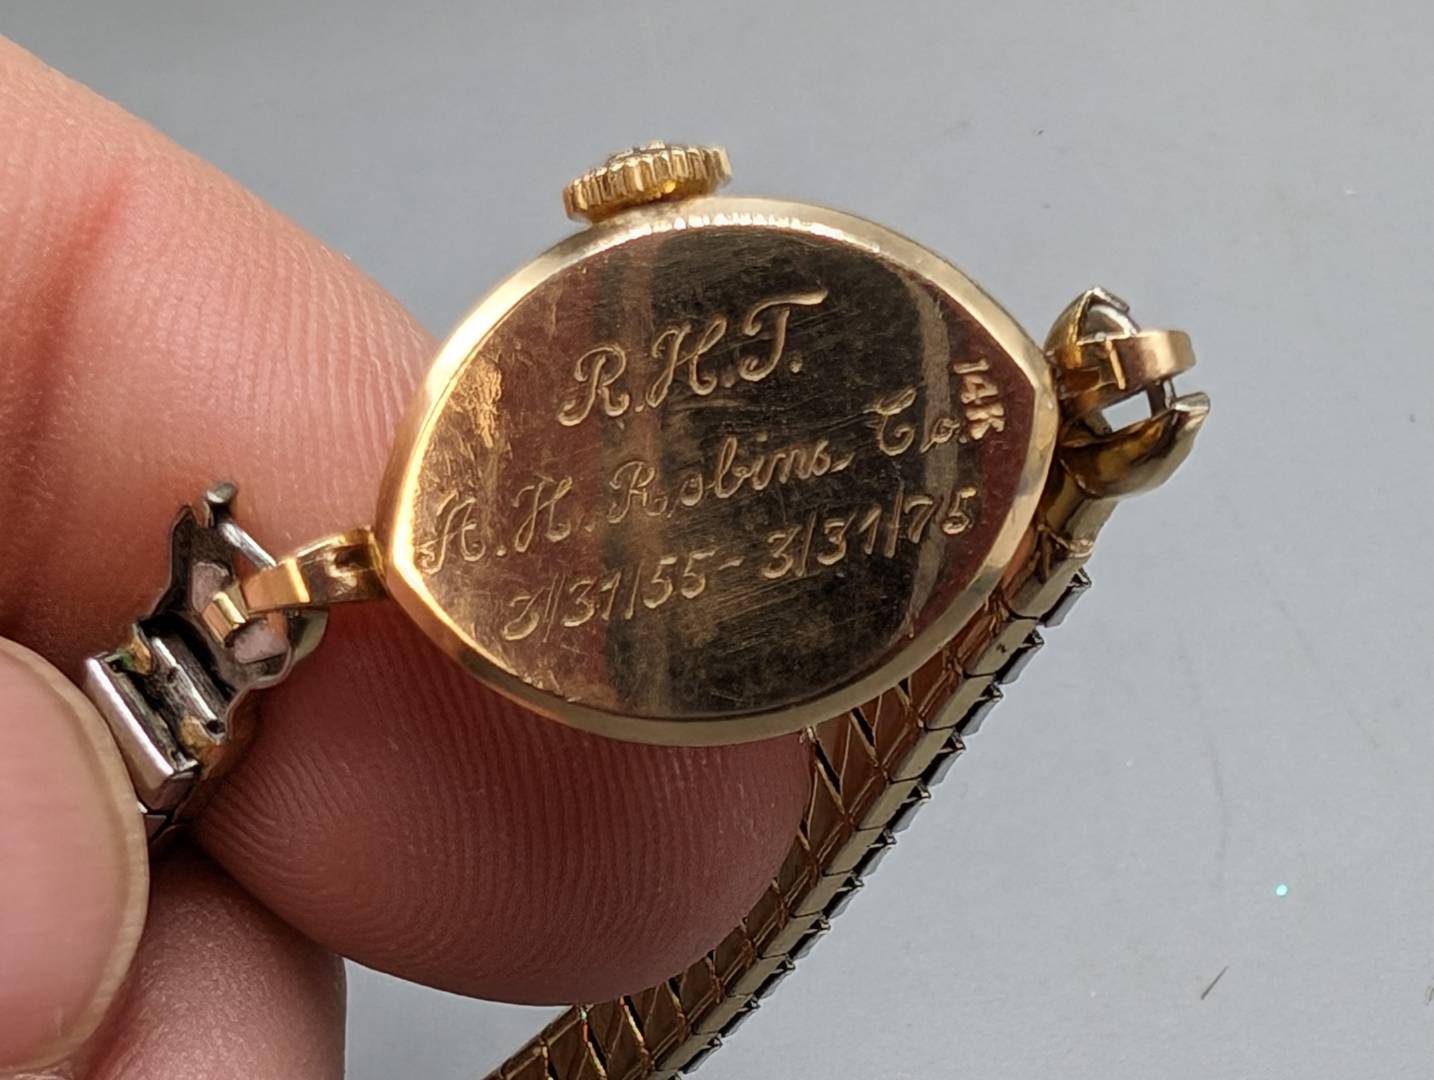 R.H.T.
A. H. Robins Co.
3/31/55 - 3/31/75
14K